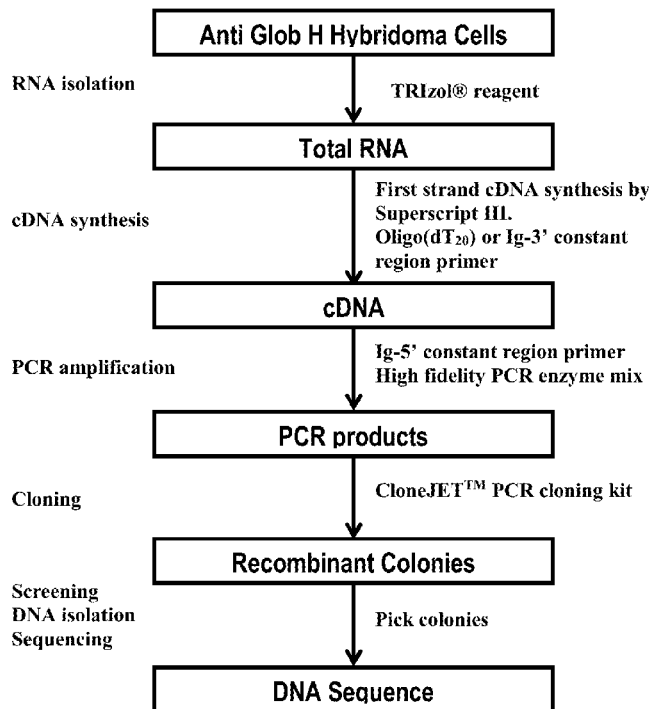 Anti Glob H Hybridoma Cells
RNA isolation
TRIzol® reagent
Total RNA
cDNA synthesis
First strand cDNA synthesis by
Superscript III.
Oligo(dT₂₀) or Ig-3’ constant
region primer
cDNA
PCR amplification
Ig-5’ constant region primer
High fidelity PCR enzyme mix
PCR products
Cloning
CloneJET™ PCR cloning kit
Recombinant Colonies
Screening
DNA isolation
Sequencing
Pick colonies
DNA Sequence